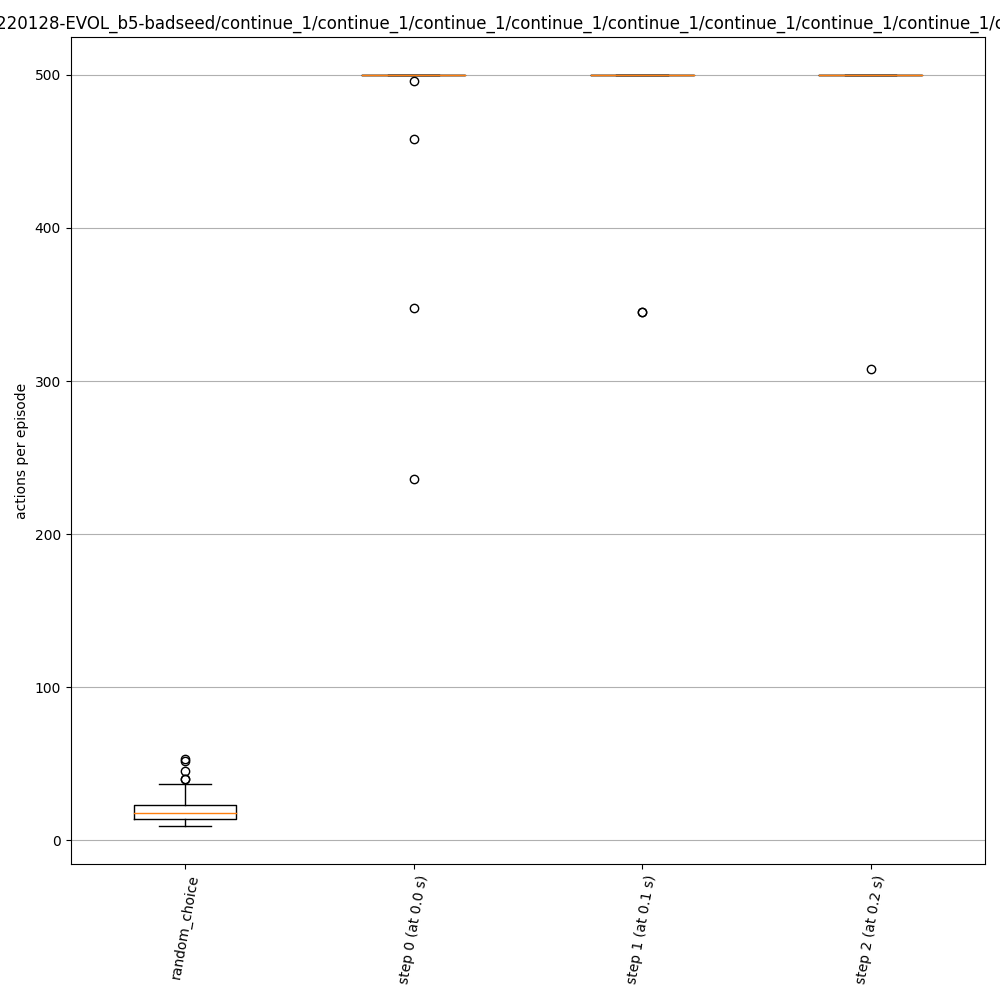 220128-EVOL_b5-badseed/continue_1/continue_1/continue_1/continue_1/continue_1/continue_1/continue_1/continue_1/c
500
400
300
200
100
0
actions per episode
random_choice
step 0 (at 0.0 s)
step 1 (at 0.1 s)
step 2 (at 0.2 s)